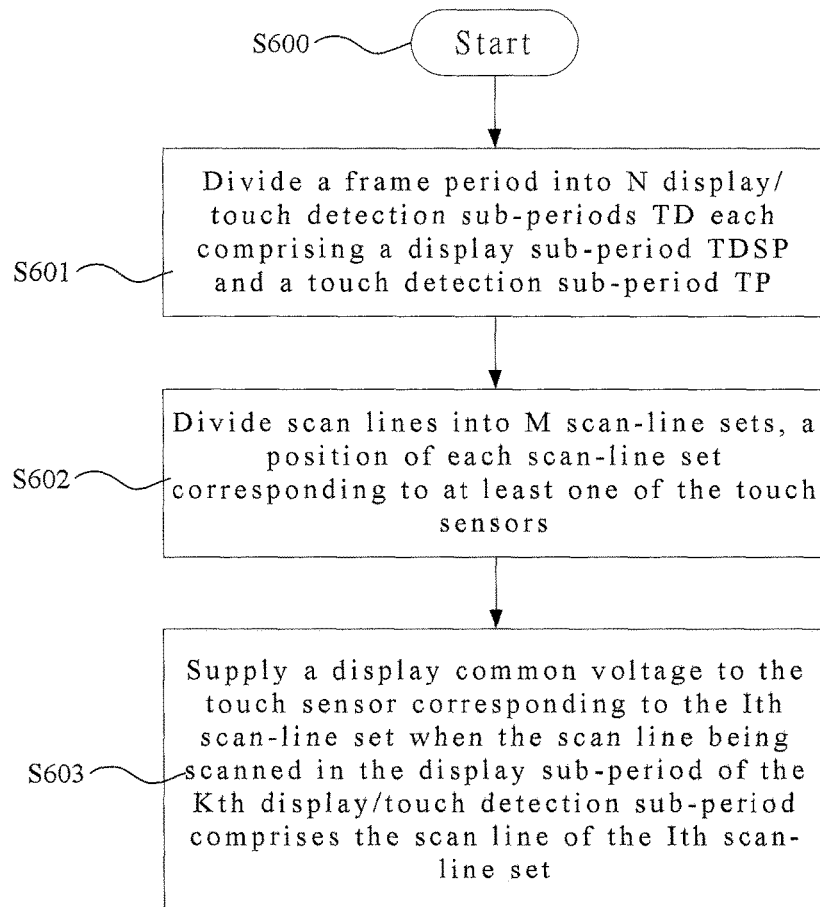 S600
Start
S601
Divide a frame period into N display/
touch detection sub-periods TD each
comprising a display sub-period TDSP
and a touch detection sub-period TP
S602
Divide scan lines into M scan-line sets, a
position of each scan-line set
corresponding to at least one of the touch
sensors
S603
Supply a display common voltage to the
touch sensor corresponding to the Ith
scan-line set when the scan line being
scanned in the display sub-period of the
Kth display/touch detection sub-period
comprises the scan line of the Ith scan-
line set